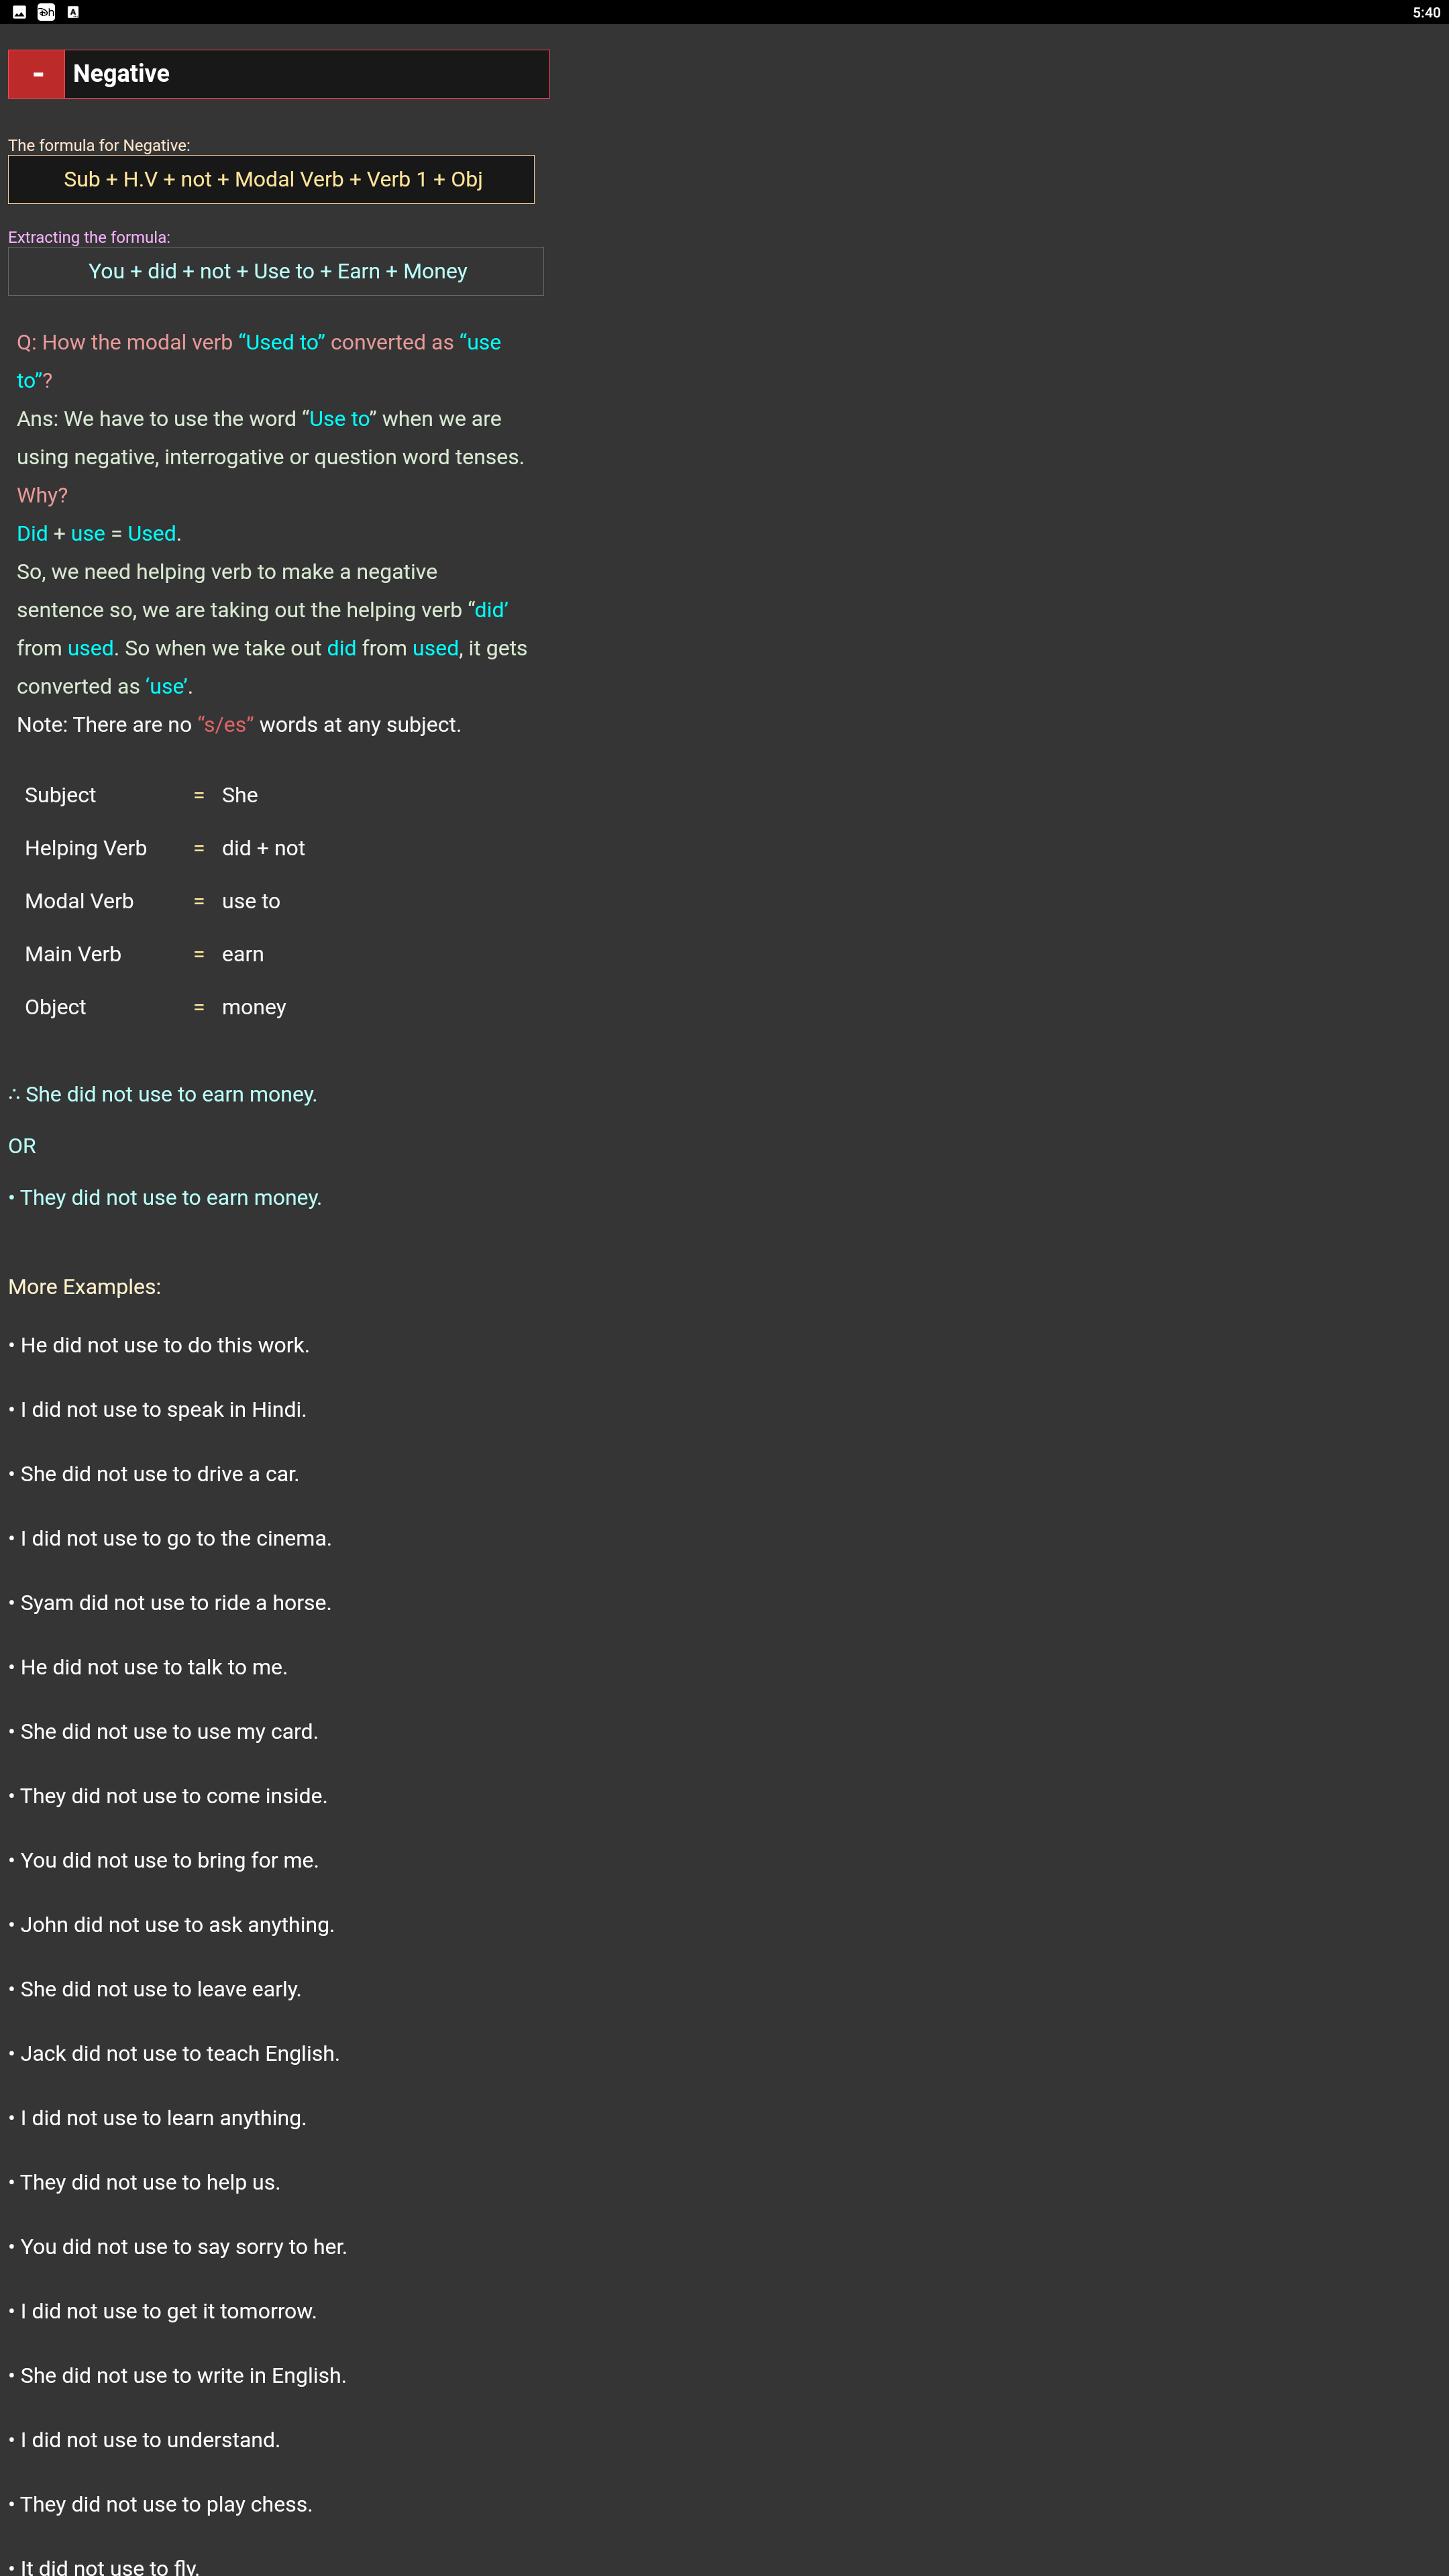 5:40
- Negative
The formula for Negative:
Sub + H.V + not + Modal Verb + Verb 1 + Obj
Extracting the formula:
You + did + not + Use to + Earn + Money
Q: How the modal verb “Used to” converted as “use
to”?
Ans: We have to use the word “Use to” when we are
using negative, interrogative or question word tenses.
Why?
Did + use = Used.
So, we need helping verb to make a negative
sentence so, we are taking out the helping verb “did’
from used. So when we take out did from used, it gets
converted as ‘use’.
Note: There are no “s/es” words at any subject.
Subject = She
Helping Verb = did + not
Modal Verb = use to
Main Verb = earn
Object = money
∴ She did not use to earn money.
OR
• They did not use to earn money.
More Examples:
• He did not use to do this work.
• I did not use to speak in Hindi.
• She did not use to drive a car.
• I did not use to go to the cinema.
• Syam did not use to ride a horse.
• He did not use to talk to me.
• She did not use to use my card.
• They did not use to come inside.
• You did not use to bring for me.
• John did not use to ask anything.
• She did not use to leave early.
• Jack did not use to teach English.
• I did not use to learn anything.
• They did not use to help us.
• You did not use to say sorry to her.
• I did not use to get it tomorrow.
• She did not use to write in English.
• I did not use to understand.
• They did not use to play chess.
• It did not use to fly.